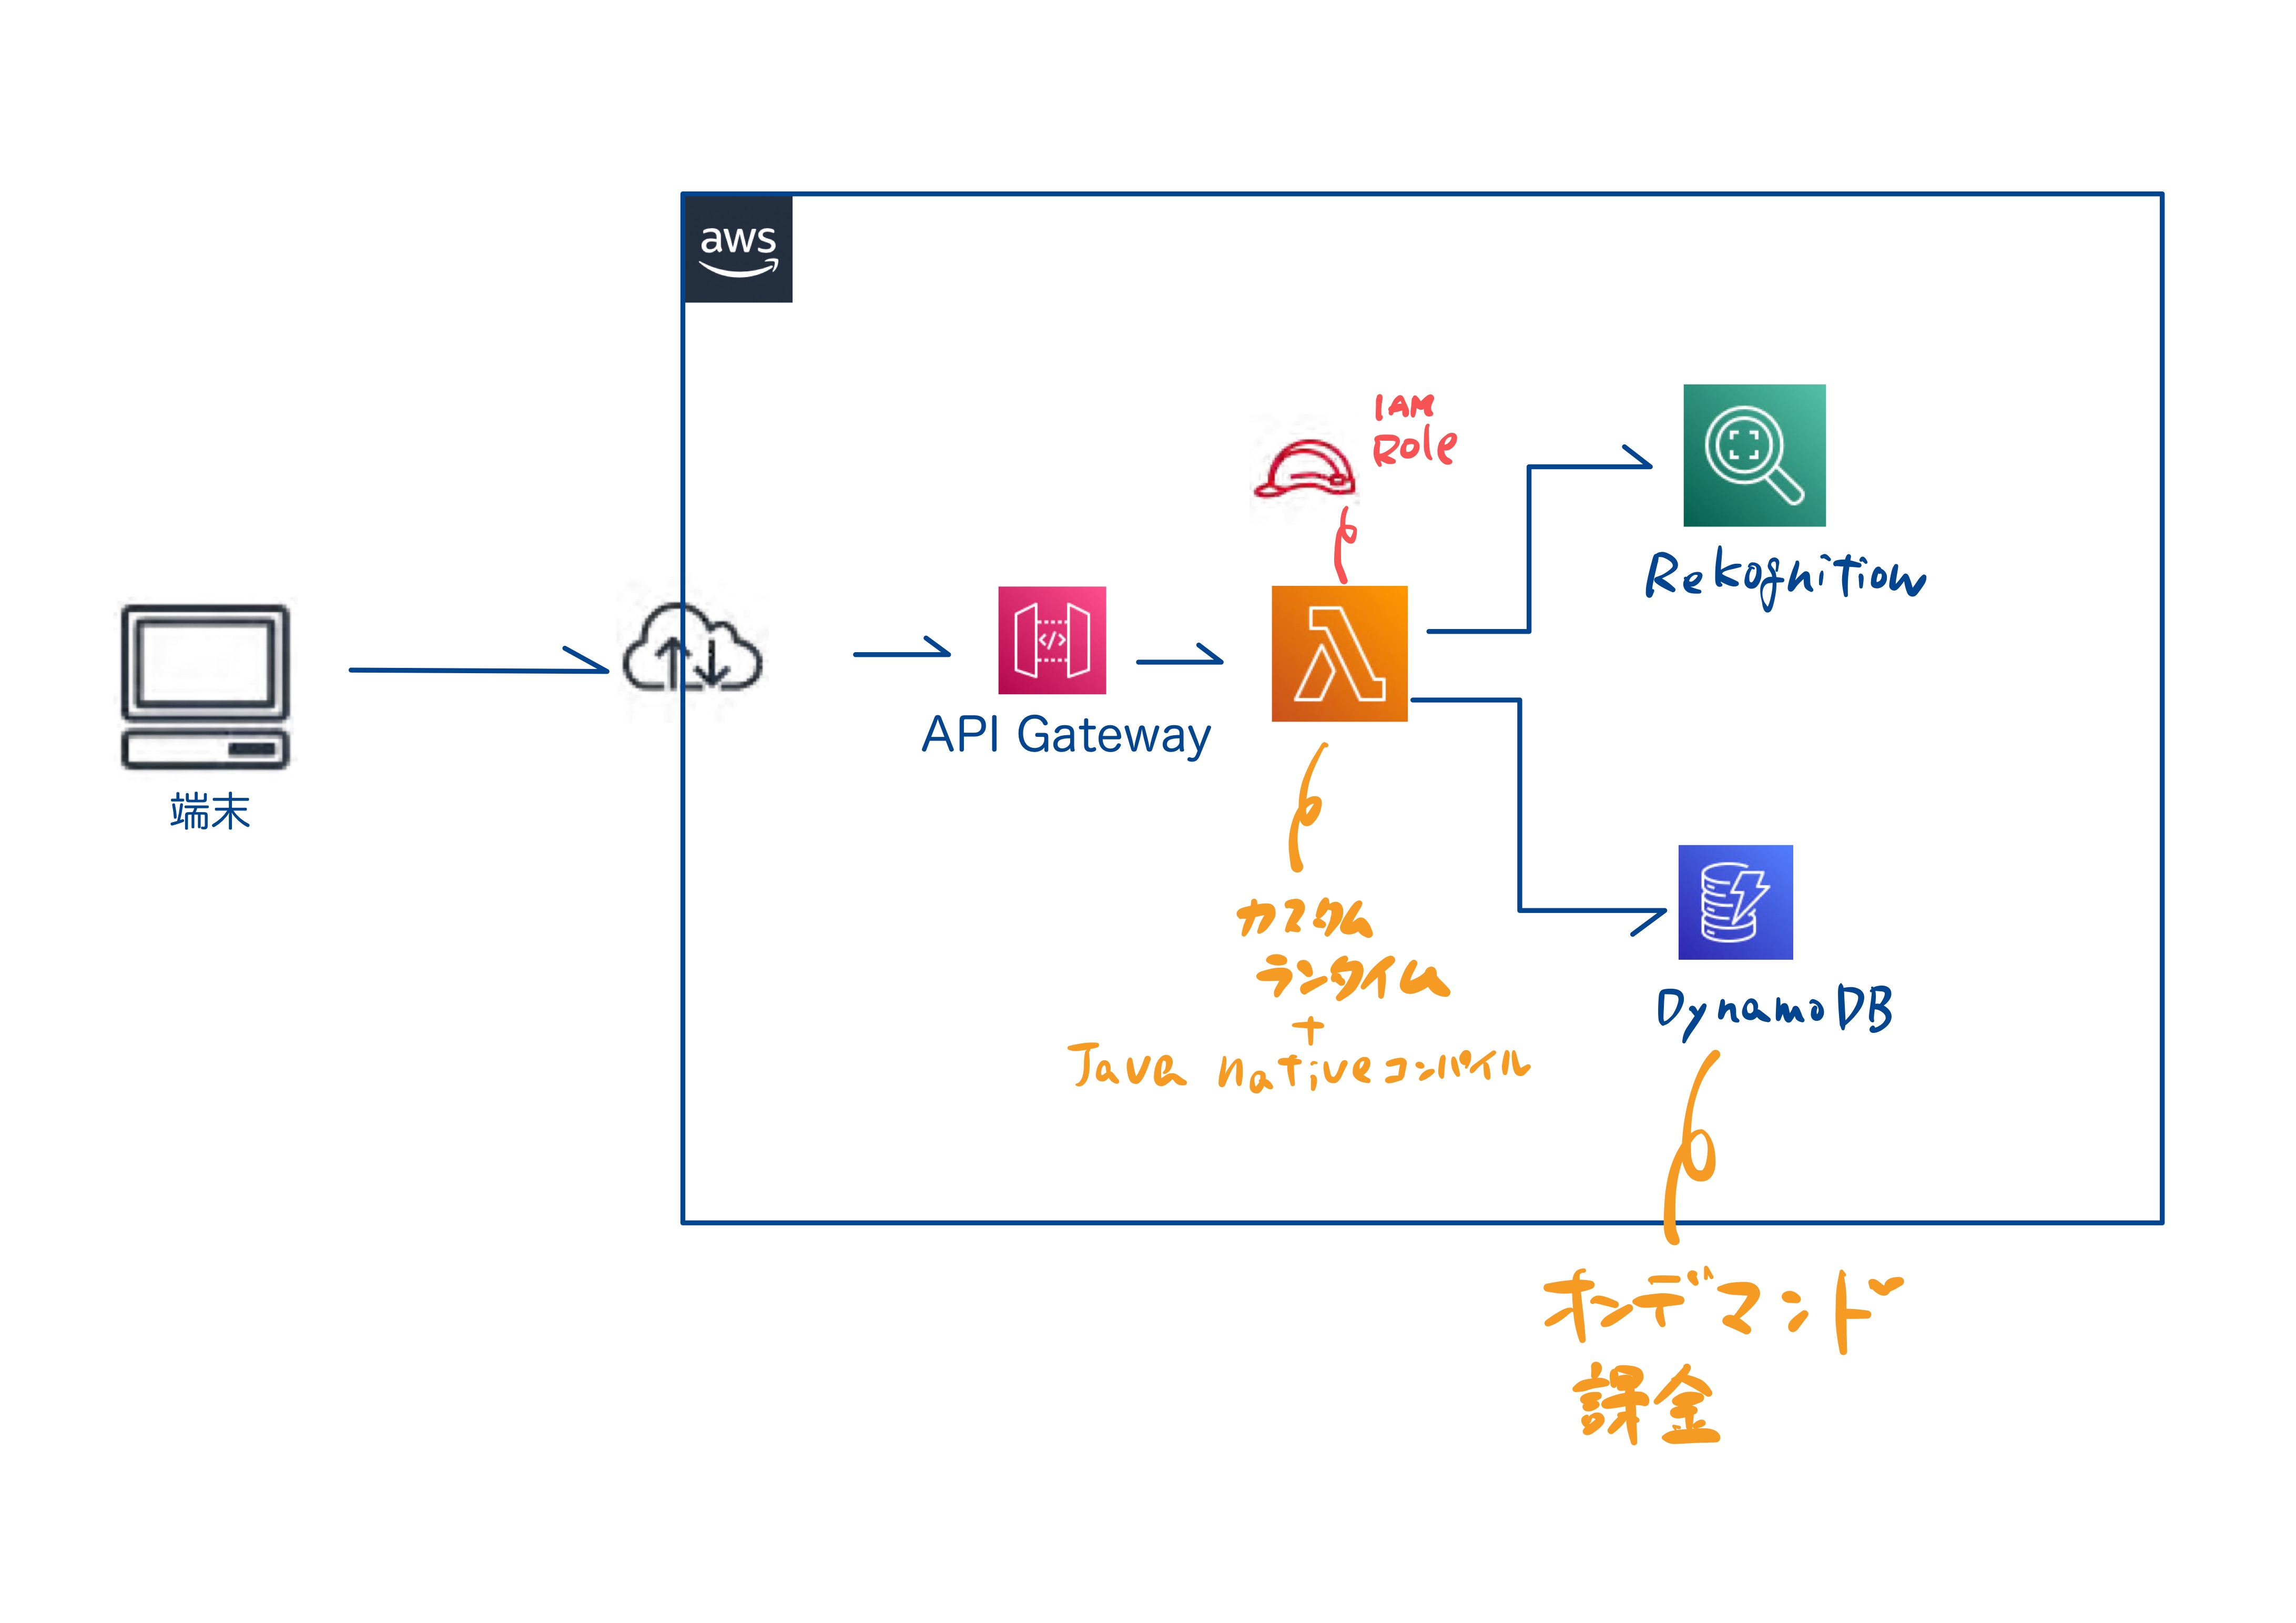 aws
IAM
Role
Rekognition
API Gateway
端末
カスタム
ランタイム
+
Java nativeコンパイル
DynamoDB
オンデマンド
課金